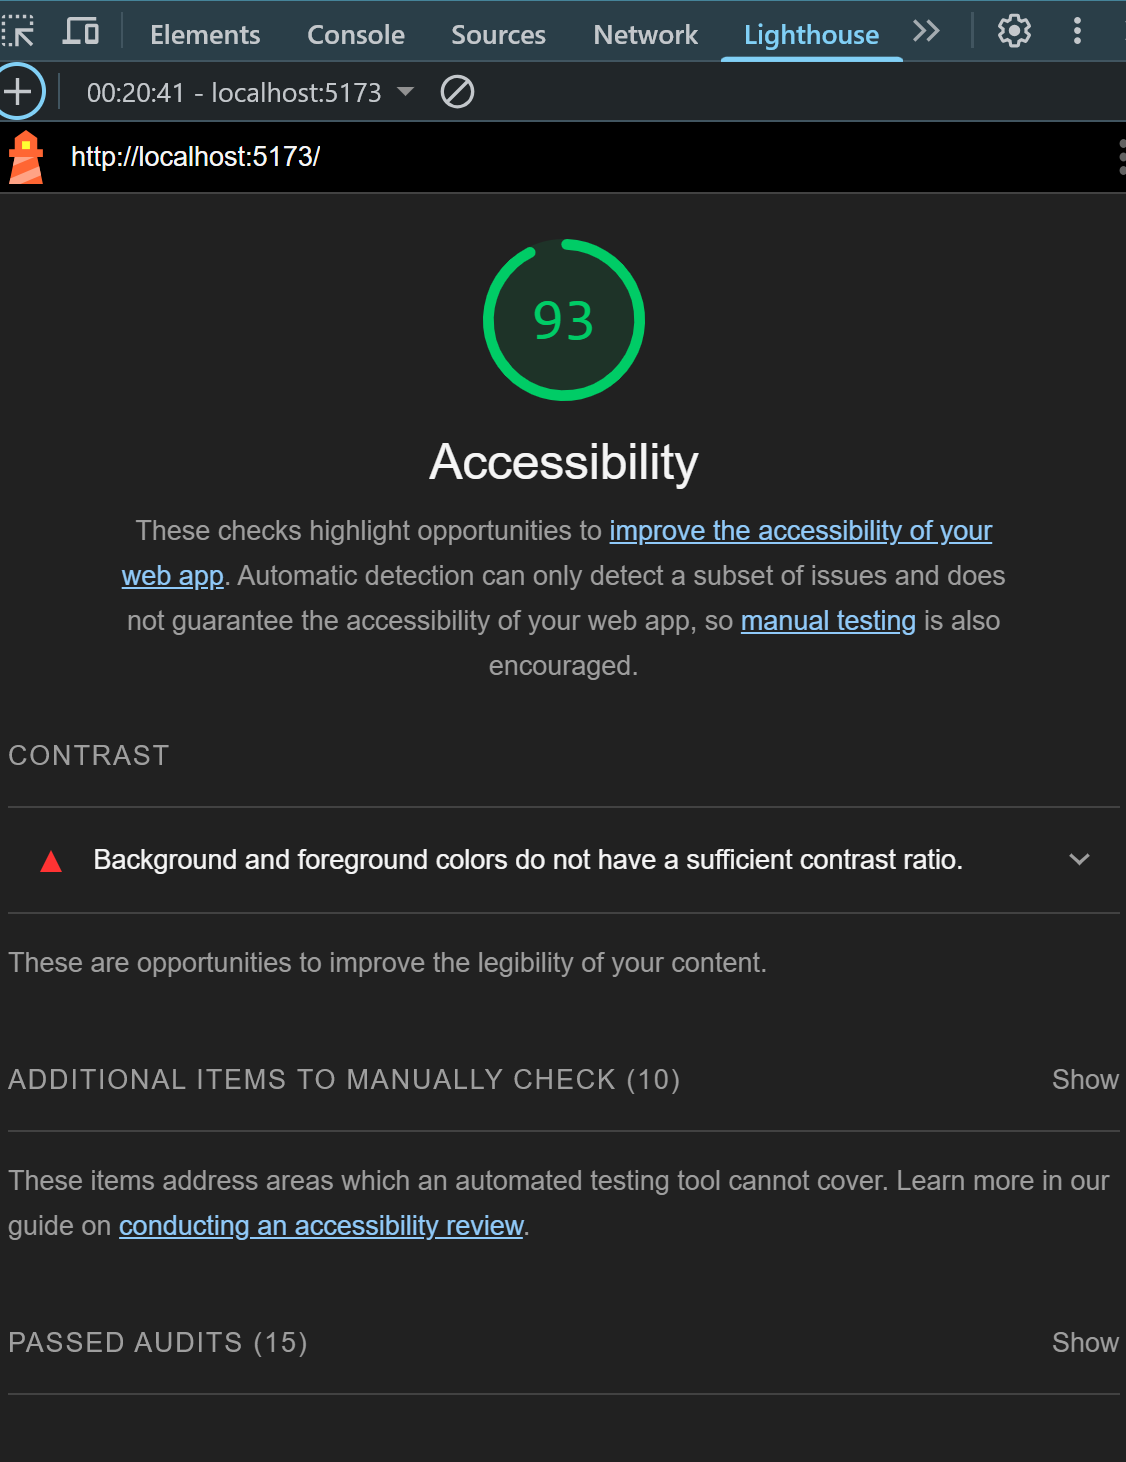 Elements Console Sources Network Lighthouse
00:20:41 - localhost:5173
http://localhost:5173/
93
Accessibility
These checks highlight opportunities to improve the accessibility of your
web app. Automatic detection can only detect a subset of issues and does
not guarantee the accessibility of your web app, so manual testing is also
encouraged.
CONTRAST
Background and foreground colors do not have a sufficient contrast ratio.
These are opportunities to improve the legibility of your content.
ADDITIONAL ITEMS TO MANUALLY CHECK (10) Show
These items address areas which an automated testing tool cannot cover. Learn more in our
guide on conducting an accessibility review.
PASSED AUDITS (15) Show